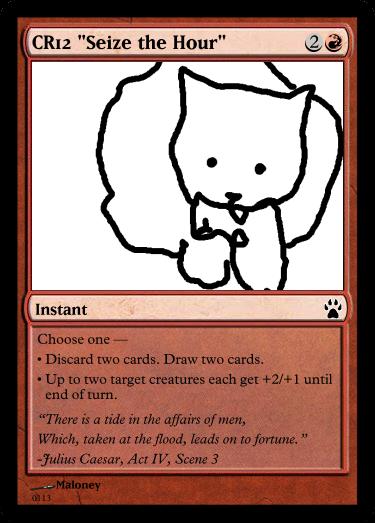 CR12 "Seize the Hour" 2
Instant
Choose one —
• Discard two cards. Draw two cards.
• Up to two target creatures each get +2/+1 until
end of turn.
"There is a tide in the affairs of men,
Which, taken at the flood, leads on to fortune."
-Julius Caesar, Act IV, Scene 3
Maloney